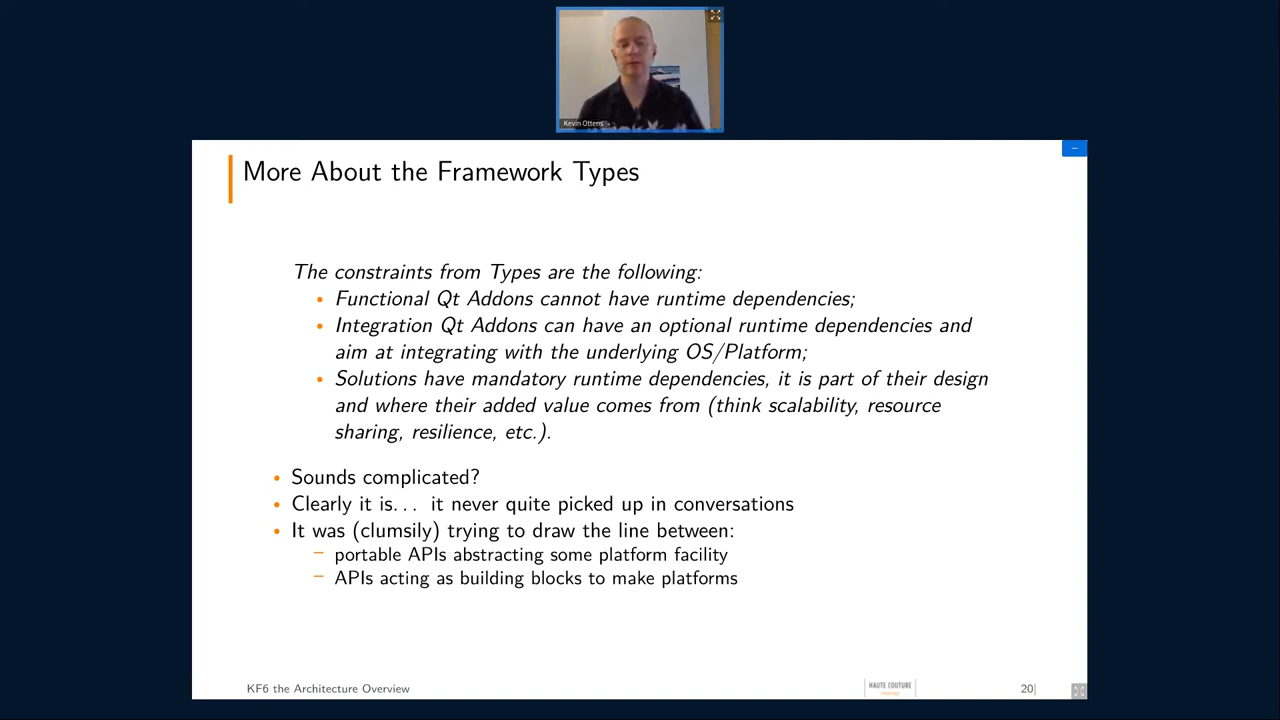 Kevin Ottens
More About the Framework Types
The constraints from Types are the following:
• Functional Qt Addons cannot have runtime dependencies;
• Integration Qt Addons can have an optional runtime dependencies and
aim at integrating with the underlying OS/Platform;
• Solutions have mandatory runtime dependencies, it is part of their design
and where their added value comes from (think scalability, resource
sharing, resilience, etc.).
• Sounds complicated?
• Clearly it is... it never quite picked up in conversations
• It was (clumsily) trying to draw the line between:
– portable APIs abstracting some platform facility
– APIs acting as building blocks to make platforms
KF6 the Architecture Overview
HAUTE COUTURE
20|